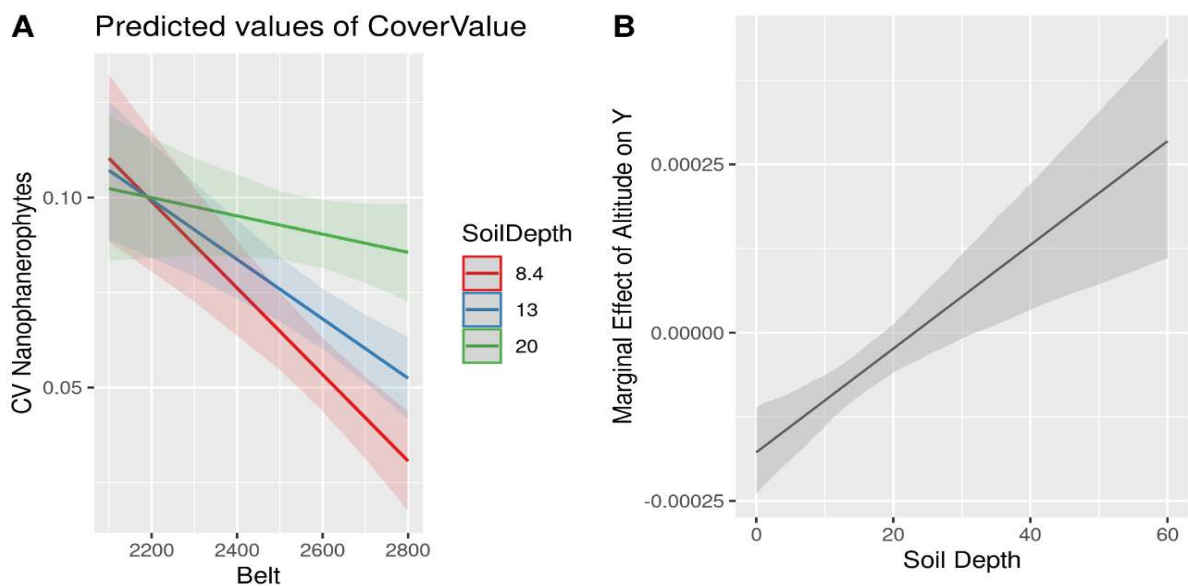 A Predicted values of CoverValue
CV Nanophanerophytes
0.10
0.05
2200 2400 2600 2800
Belt
SoilDepth
8.4
13
20
B
Marginal Effect of Altitude on Y
0.00025
0.00000
-0.00025
0 20 40 60
Soil Depth